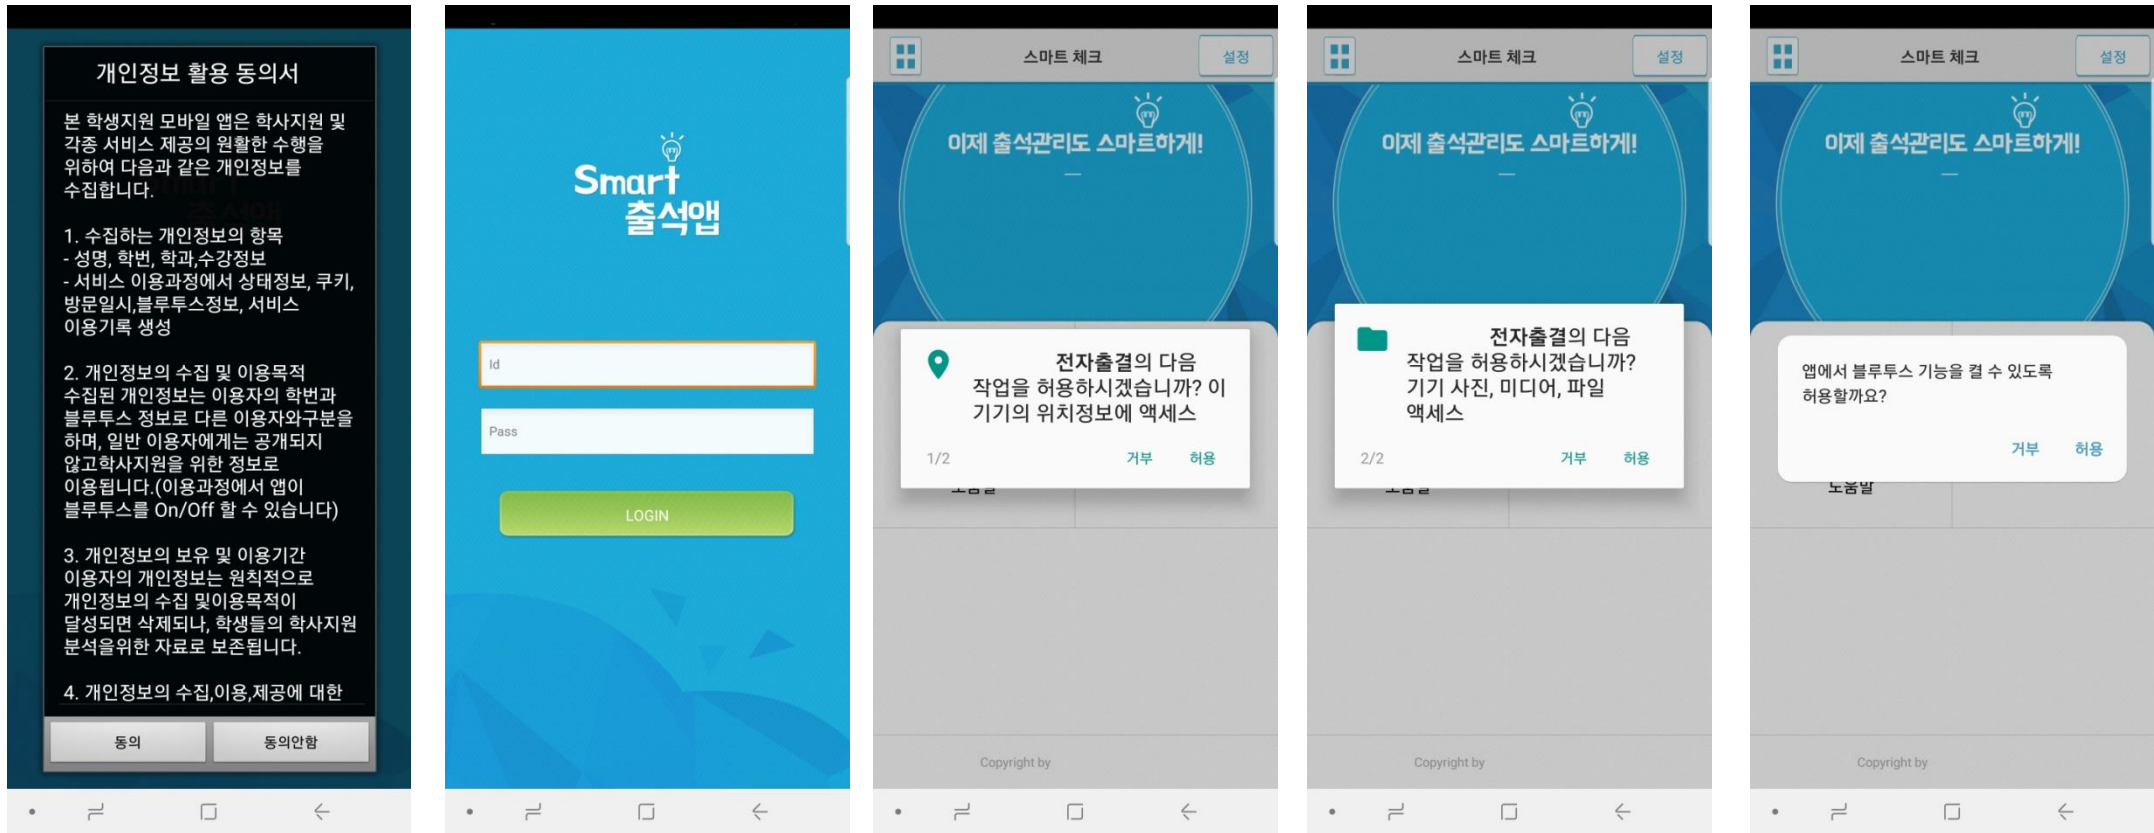 개인정보 활용 동의서
본 학생지원 모바일 앱은 학사지원 및
각종 서비스 제공의 원활한 수행을
위하여 다음과 같은 개인정보를
수집합니다.
1. 수집하는 개인정보의 항목
- 성명, 학번, 학과,수강정보
- 서비스 이용과정에서 상태정보, 쿠키,
방문일시,블루투스정보, 서비스
이용기록 생성
2. 개인정보의 수집 및 이용목적
수집된 개인정보는 이용자의 학번과
블루투스 정보로 다른 이용자와구분을
하며, 일반 이용자에게는 공개되지
않고학사지원을 위한 정보로
이용됩니다.(이용과정에서 앱이
블루투스를 On/Off 할 수 있습니다)
3. 개인정보의 보유 및 이용기간
이용자의 개인정보는 원칙적으로
개인정보의 수집 및이용목적이
달성되면 삭제되나, 학생들의 학사지원
분석을위한 자료로 보존됩니다.
4. 개인정보의 수집,이용,제공에 대한
동의
동의안함
Smart
출석앱
Id
Pass
LOGIN
스마트 체크
설정
이제 출석관리도 스마트하게!
전자출결의 다음
작업을 허용하시겠습니까? 이
기기의 위치정보에 액세스
1/2
거부
허용
도움말
Copyright by
스마트 체크
설정
이제 출석관리도 스마트하게!
전자출결의 다음
작업을 허용하시겠습니까?
기기 사진, 미디어, 파일
액세스
2/2
거부
허용
도움말
Copyright by
스마트 체크
설정
이제 출석관리도 스마트하게!
앱에서 블루투스 기능을 켤 수 있도록
허용할까요?
거부
허용
도움말
Copyright by